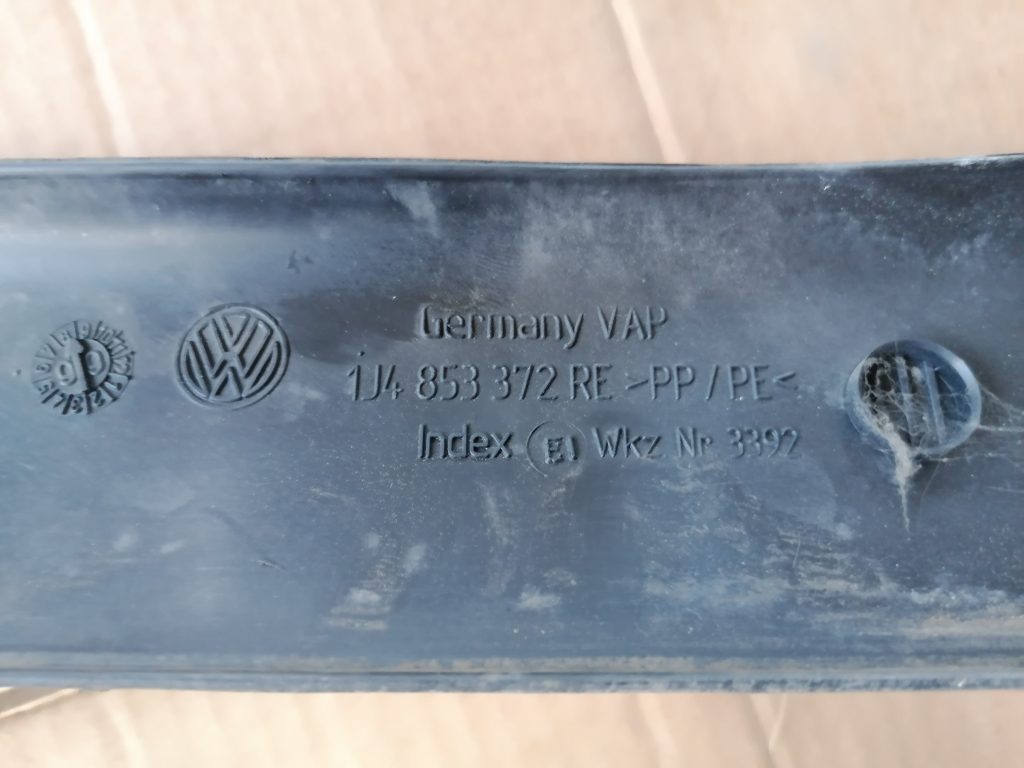 Germany VAP
1J4 853 372 RE >PP/PE<
Index E1 Wkz Nr. 3392